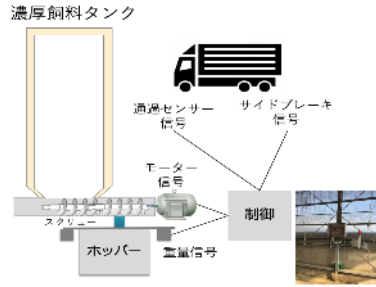 濃厚飼料タンク
通過センサー
信号
サイドブレーキ
信号
モーター
信号
スクリュー
制御
ホッパー
重量信号